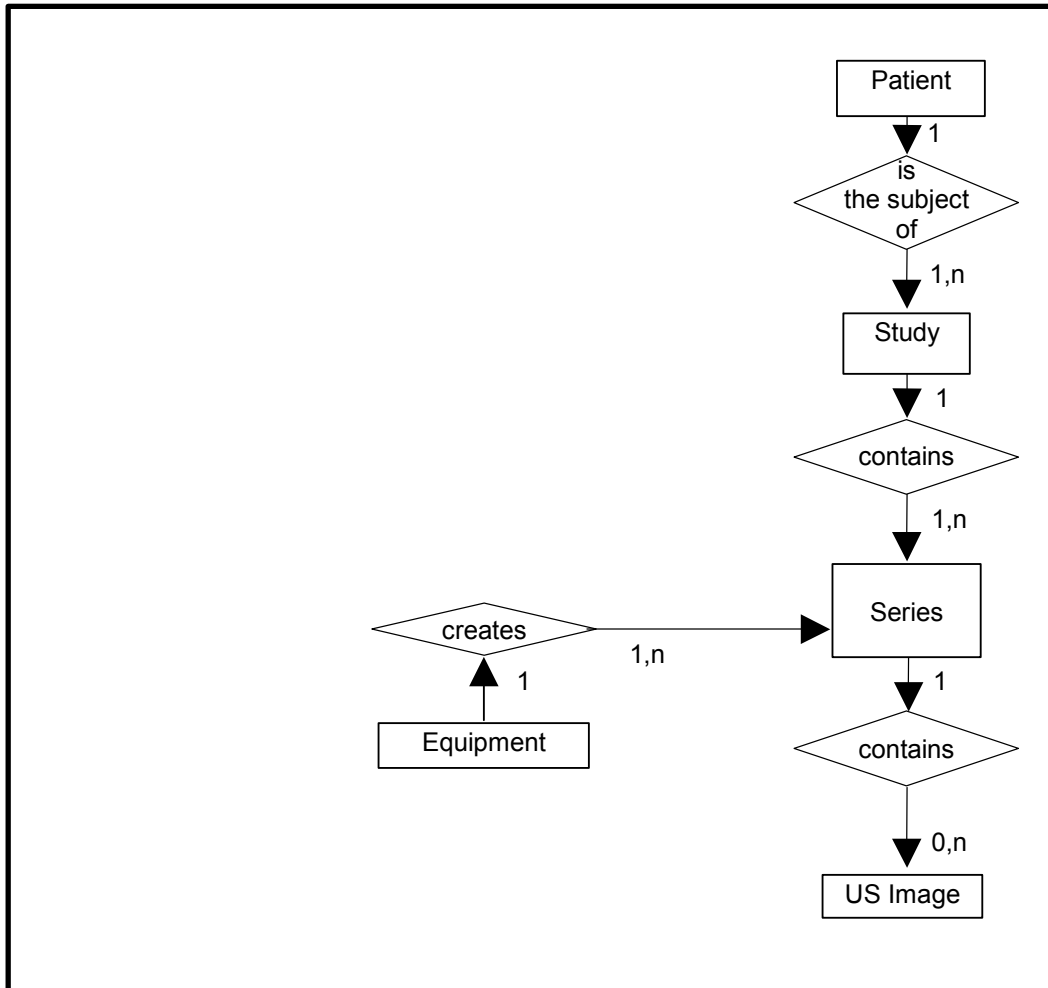 Patient
1
is
the subject
of
1,n
Study
1
contains
1,n
Series
creates
1,n
1
1
Equipment
contains
0,n
US Image